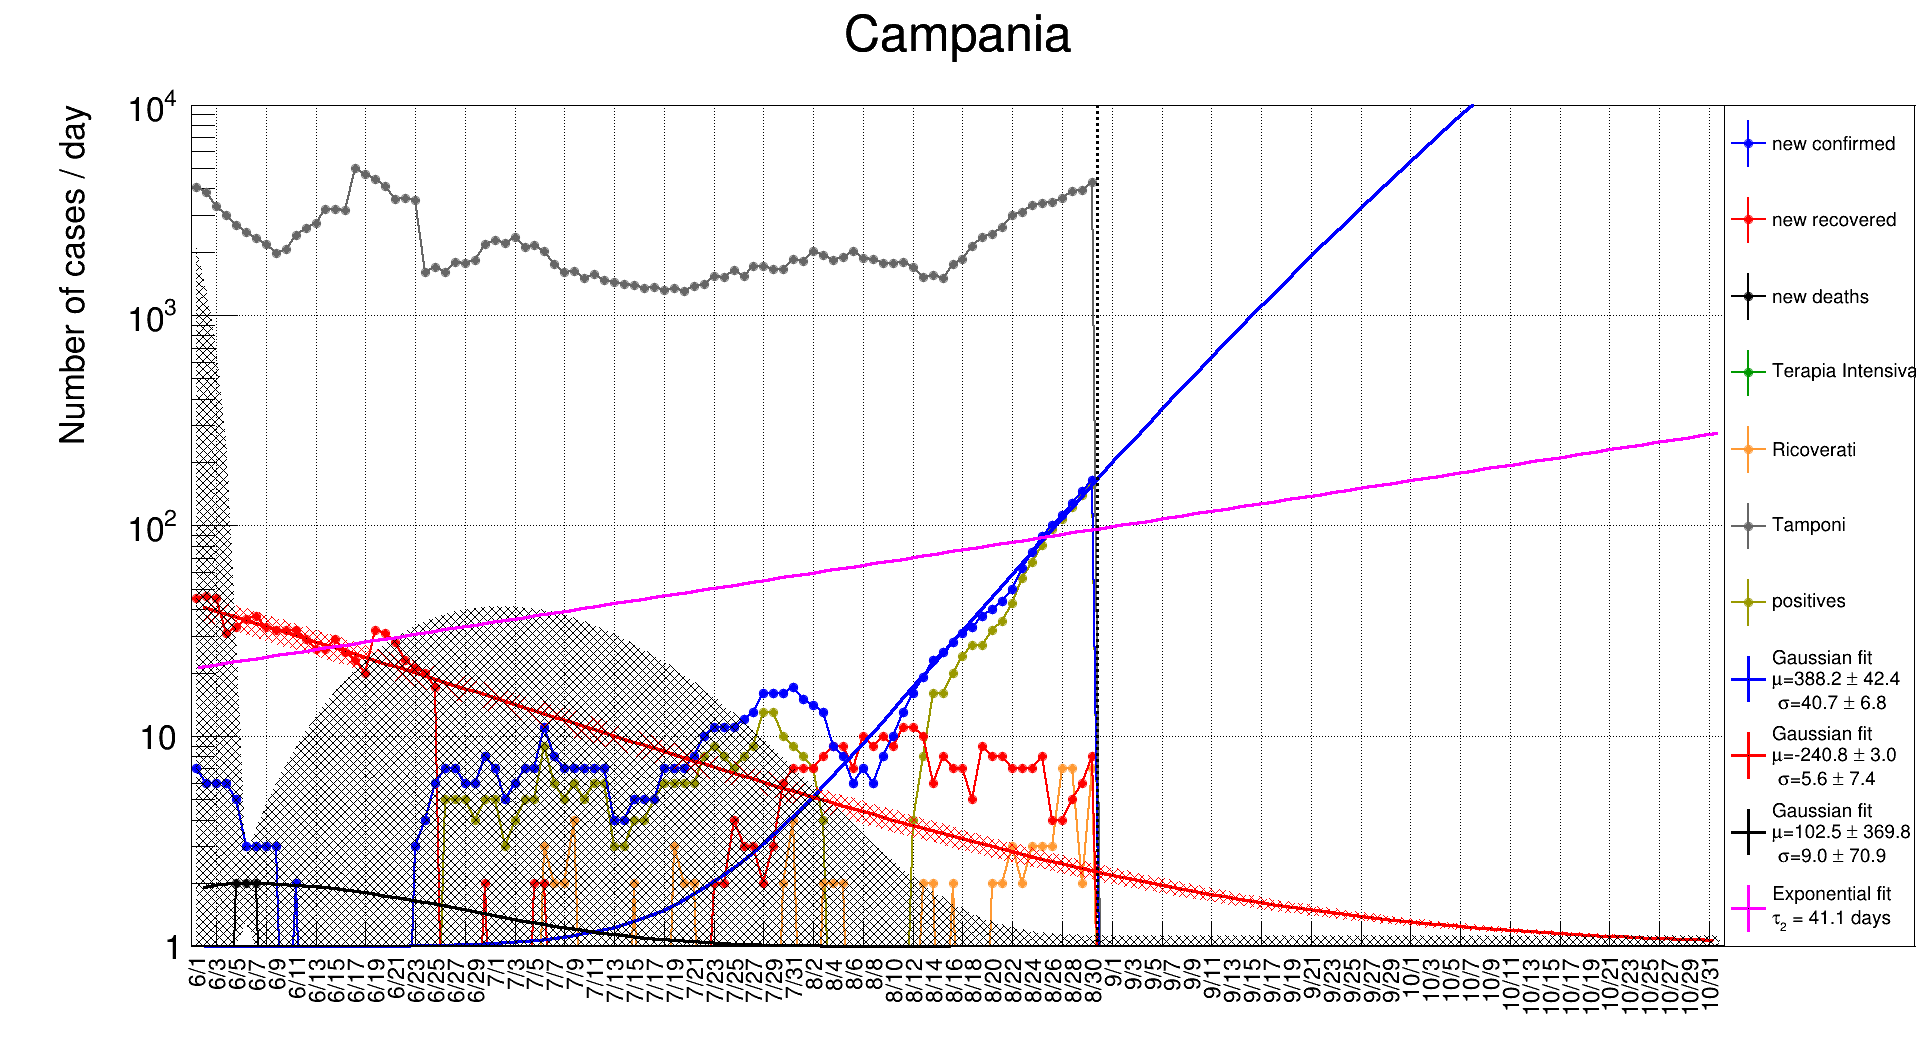 Campania
Number of cases / day
10^4
10^3
10^2
10
1
6/1 6/3 6/5 6/7 6/9 6/11 6/13 6/15 6/17 6/19 6/21 6/23 6/25 6/27 6/29 7/1 7/3 7/5 7/7 7/9 7/11 7/13 7/15 7/17 7/19 7/21 7/23 7/25 7/27 7/29 7/31 8/2 8/4 8/6 8/8 8/10 8/12 8/14 8/16 8/18 8/20 8/22 8/24 8/26 8/28 8/30 9/1 9/3 9/5 9/7 9/9 9/11 9/13 9/15 9/17 9/19 9/21 9/23 9/25 9/27 9/29 10/1 10/3 10/5 10/7 10/9 10/11 10/13 10/15 10/17 10/19 10/21 10/23 10/25 10/27 10/29 10/31
new confirmed
new recovered
new deaths
Terapia Intensiva
Ricoverati
Tamponi
positives
Gaussian fit
μ=388.2 ± 42.4
σ=40.7 ± 6.8
Gaussian fit
μ=-240.8 ± 3.0
σ=5.6 ± 7.4
Gaussian fit
μ=102.5 ± 369.8
σ=9.0 ± 70.9
Exponential fit
τ_2 = 41.1 days